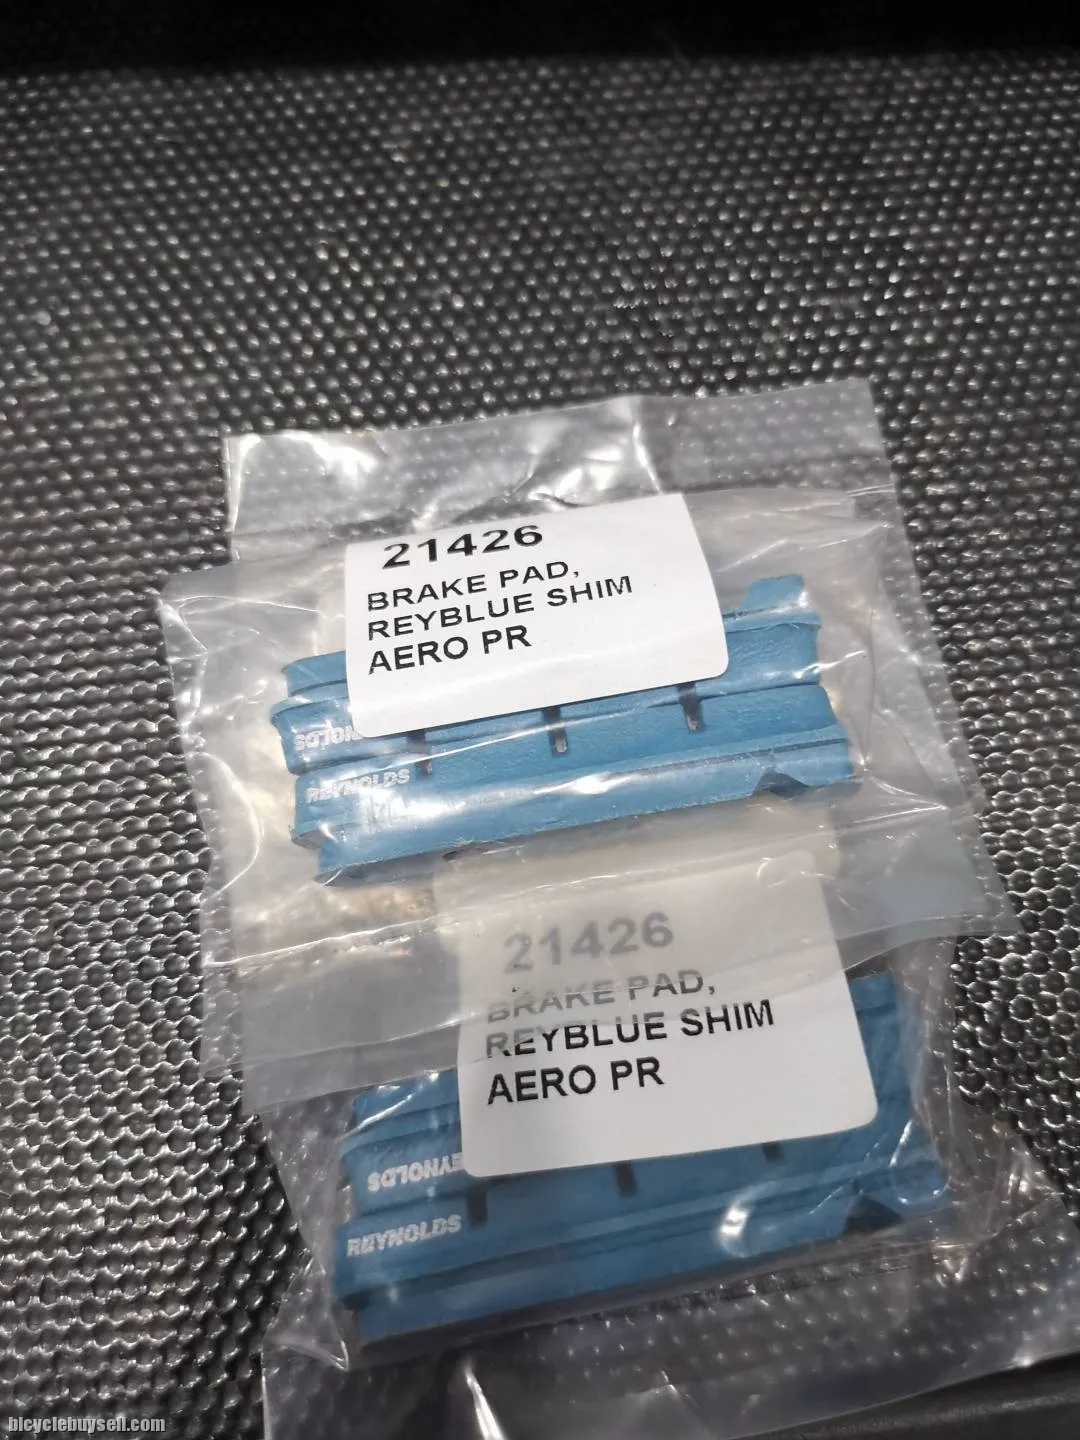 21426
BRAKE PAD,
REYBLUE SHIM
AERO PR
REYNOLDS
REYNOLDS
21426
BRAKE PAD,
REYBLUE SHIM
AERO PR
REYNOLDS
REYNOLDS
bicyclebuysell.com